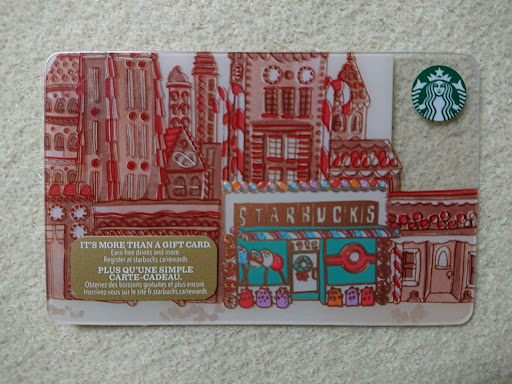 STARBUCKS
1912
IT'S MORE THAN A GIFT CARD.
Earn free drinks and more.
Register at starbucks.ca/rewards
PLUS QU'UNE SIMPLE
CARTE-CADEAU.
Obtenez des boissons gratuites et plus encore.
Inscrivez-vous sur le site fr.starbucks.ca/rewards